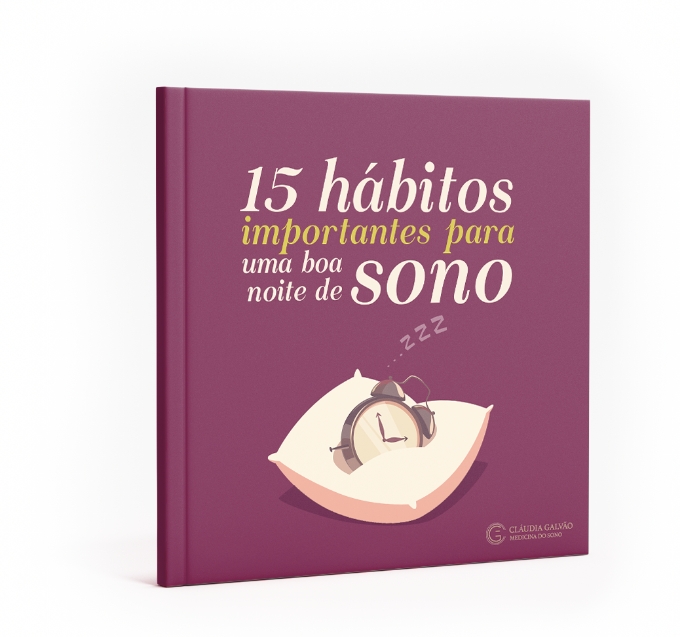 15 hábitos
importantes para
uma boa
noite de sono
zzz
CLÁUDIA GALVÃO
MEDICINA DO SONO